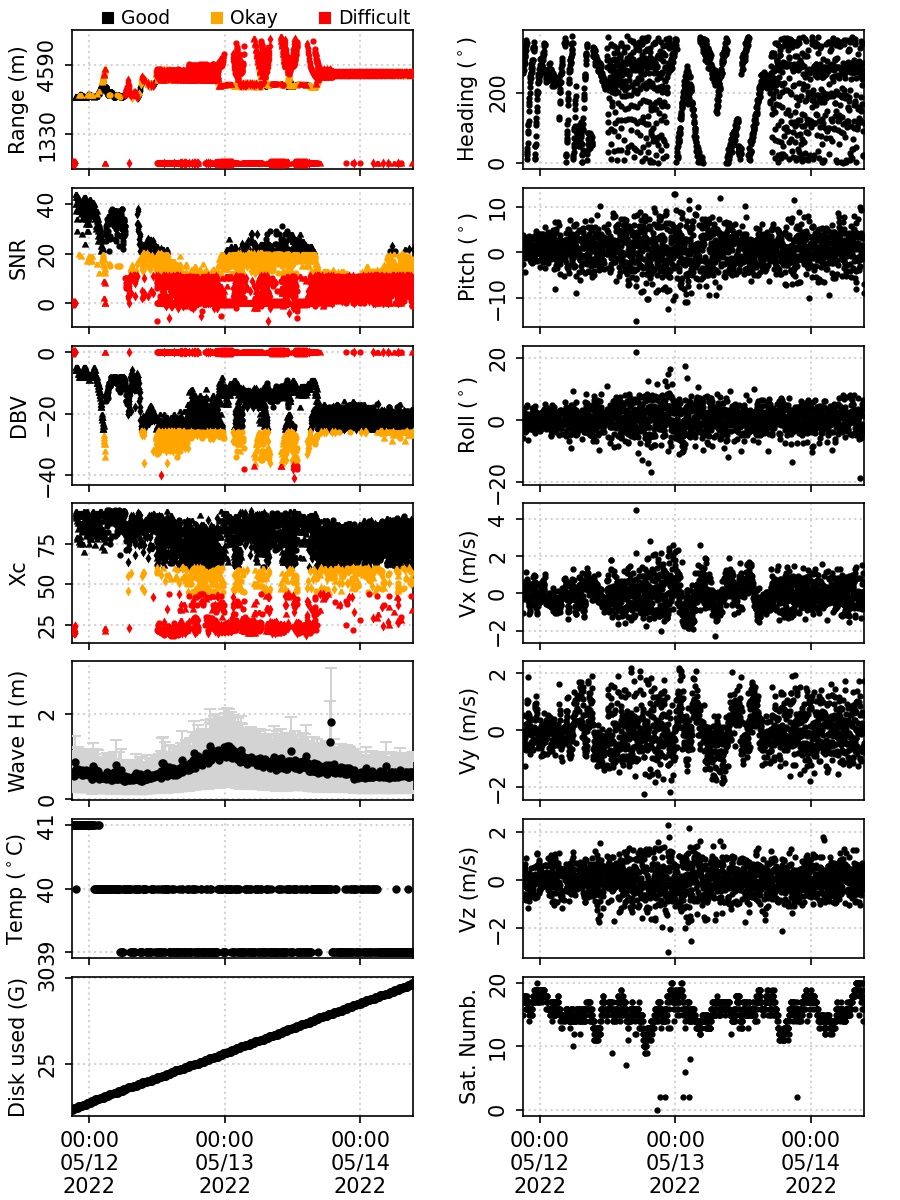 Good Okay Difficult
Range (m)
4590
1330
SNR
40
20
0
DBV
0
−20
−40
Xc
75
50
25
Wave H (m)
2
0
Temp (°C)
41
40
39
Disk used (G)
30
25
00:00 00:00 00:00
05/12 05/13 05/14
2022 2022 2022
Heading (°)
200
0
Pitch (°)
10
0
−10
Roll (°)
20
0
−20
Vx (m/s)
4
2
0
−2
Vy (m/s)
2
0
−2
Vz (m/s)
2
0
−2
Sat. Numb.
20
10
0
00:00 00:00 00:00
05/12 05/13 05/14
2022 2022 2022